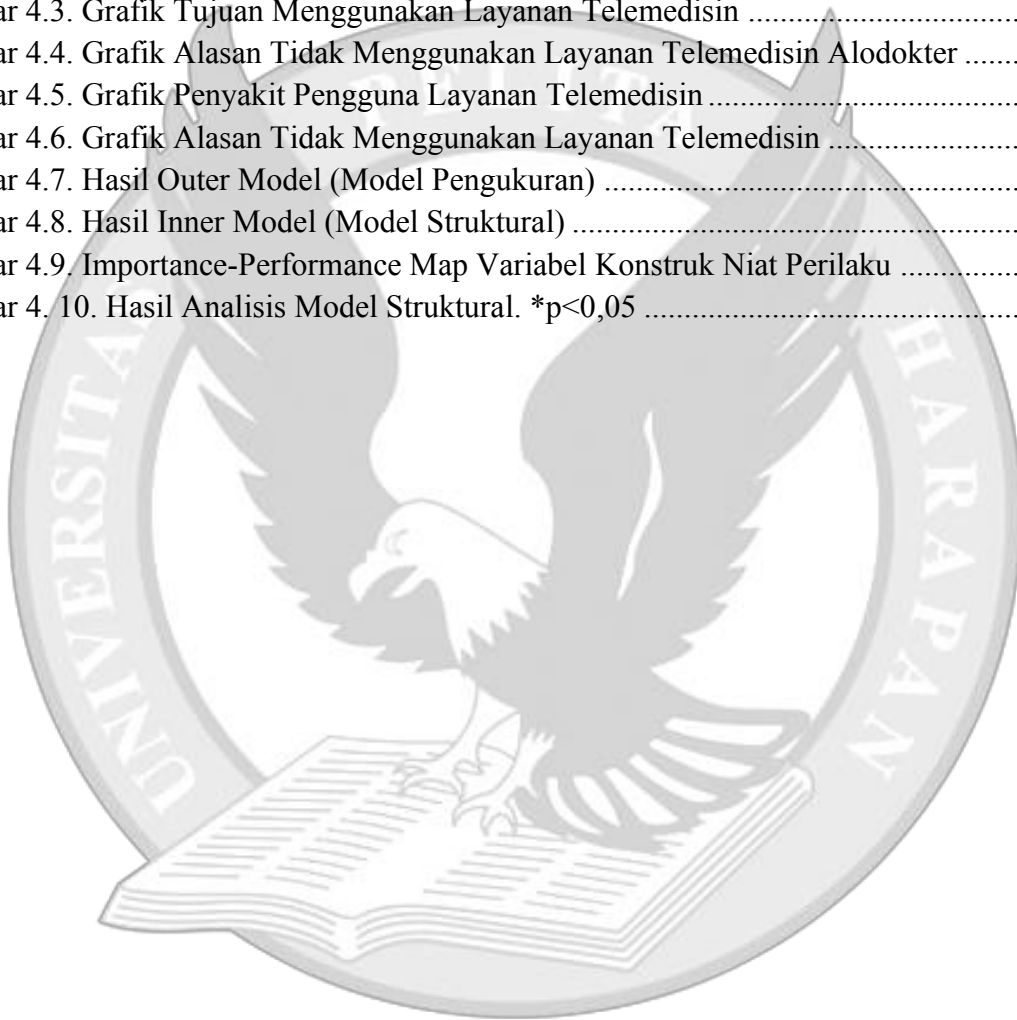 ar 4.3. Grafik Tujuan Menggunakan Layanan Telemedisin ....................................
ar 4.4. Grafik Alasan Tidak Menggunakan Layanan Telemedisin Alodokter .......
ar 4.5. Grafik Penyakit Pengguna Layanan Telemedisin .........................................
ar 4.6. Grafik Alasan Tidak Menggunakan Layanan Telemedisin .........................
ar 4.7. Hasil Outer Model (Model Pengukuran) ......................................................
ar 4.8. Hasil Inner Model (Model Struktural) ..........................................................
ar 4.9. Importance-Performance Map Variabel Konstruk Niat Perilaku ...............
ar 4. 10. Hasil Analisis Model Struktural. *p<0,05 .................................................
UNIVERSITAS PELITA HARAPAN